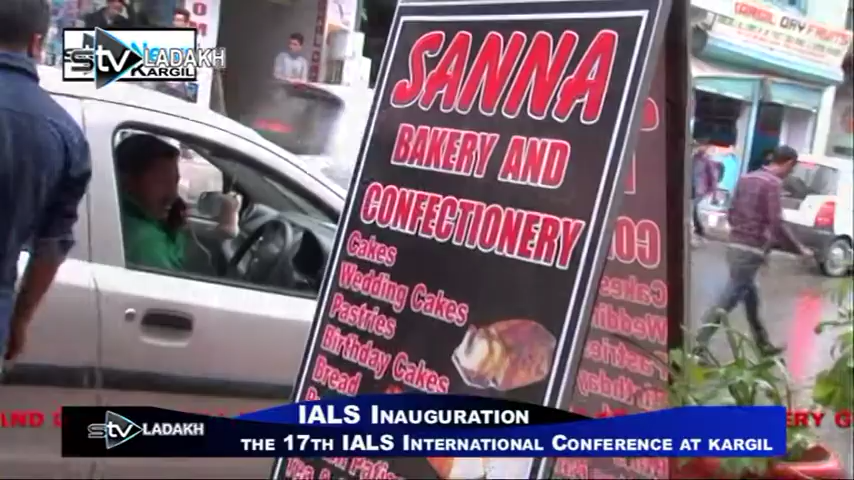 stv News LADAKH
KARGIL
KARGIL DRY FRUITS
SANNA
BAKERY AND
CONFECTIONERY
Cakes
Wedding Cakes
Pastries
Birthday Cakes
Bread
IALS INAUGURATION
THE 17TH IALS INTERNATIONAL CONFERENCE AT KARGIL
stv LADAKH